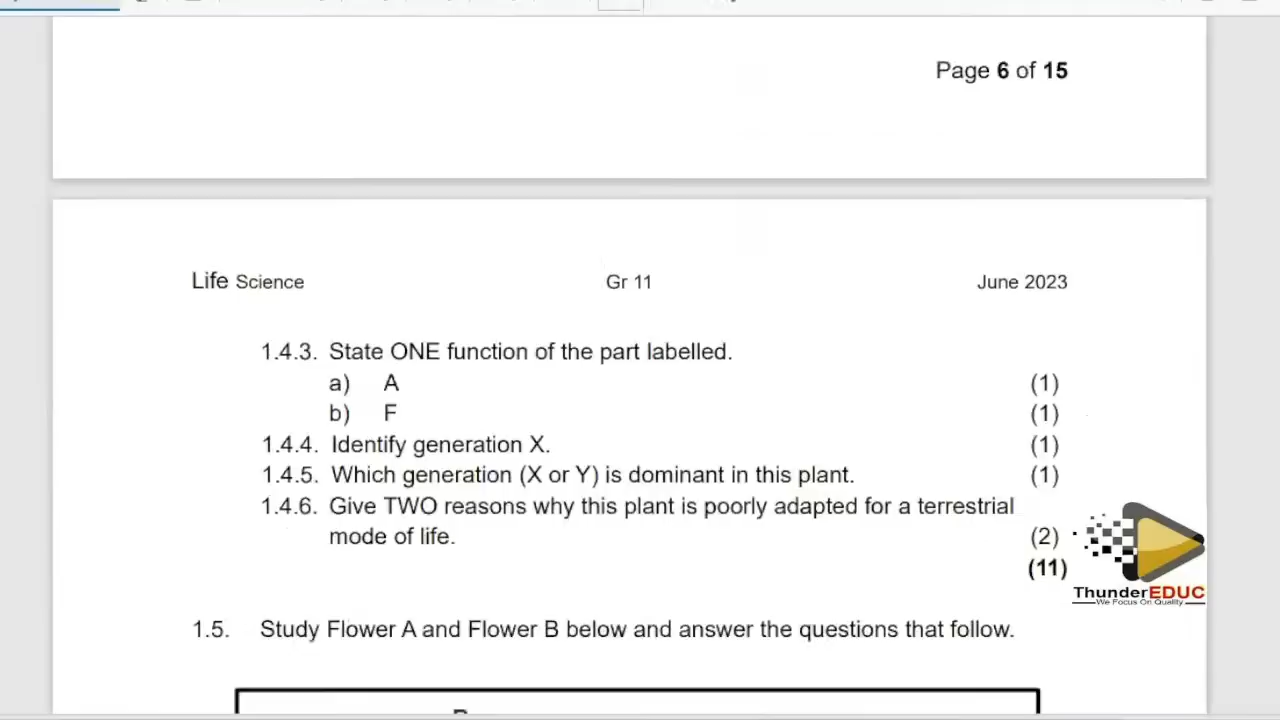 Page 6 of 15
Life Science Gr 11 June 2023
1.4.3. State ONE function of the part labelled.
a) A (1)
b) F (1)
1.4.4. Identify generation X. (1)
1.4.5. Which generation (X or Y) is dominant in this plant. (1)
1.4.6. Give TWO reasons why this plant is poorly adapted for a terrestrial
mode of life. (2)
(11)
ThunderEDUC
We Focus On Quality
1.5. Study Flower A and Flower B below and answer the questions that follow.